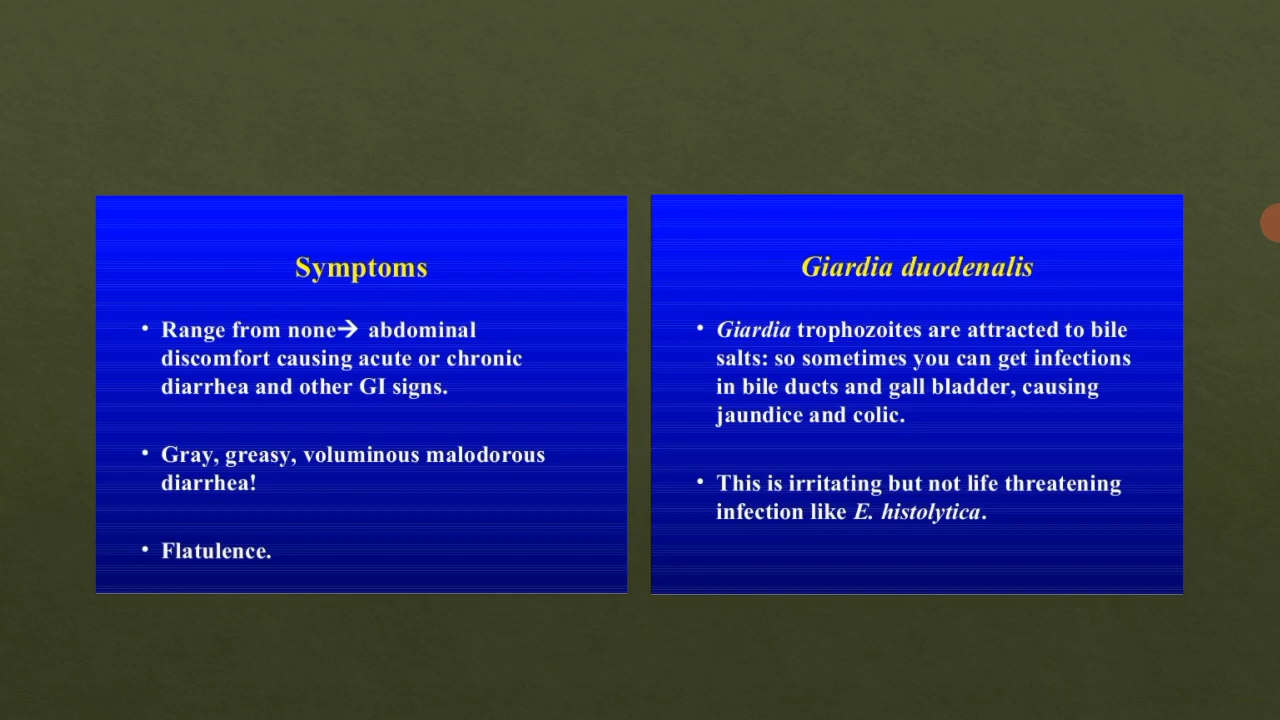 Symptoms
• Range from none→ abdominal
discomfort causing acute or chronic
diarrhea and other GI signs.
• Gray, greasy, voluminous malodorous
diarrhea!
• Flatulence.
Giardia duodenalis
• Giardia trophozoites are attracted to bile
salts: so sometimes you can get infections
in bile ducts and gall bladder, causing
jaundice and colic.
• This is irritating but not life threatening
infection like E. histolytica.